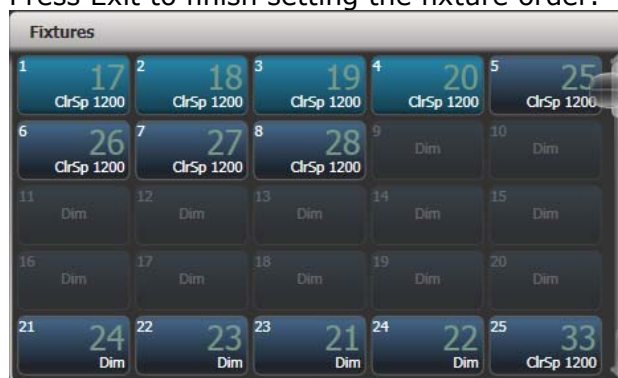 Press Exit to finish setting the fixture order.
Fixtures
1 17 2 18 3 19 4 20 5 25
ClrSp 1200 ClrSp 1200 ClrSp 1200 ClrSp 1200 ClrSp 1200
6 26 7 27 8 28 9 10
ClrSp 1200 ClrSp 1200 ClrSp 1200 Dim Dim
11 12 13 14 15
Dim Dim Dim Dim Dim
16 17 18 19 20
Dim Dim Dim Dim Dim
21 24 22 23 23 21 24 22 25 33
Dim Dim Dim Dim ClrSp 1200